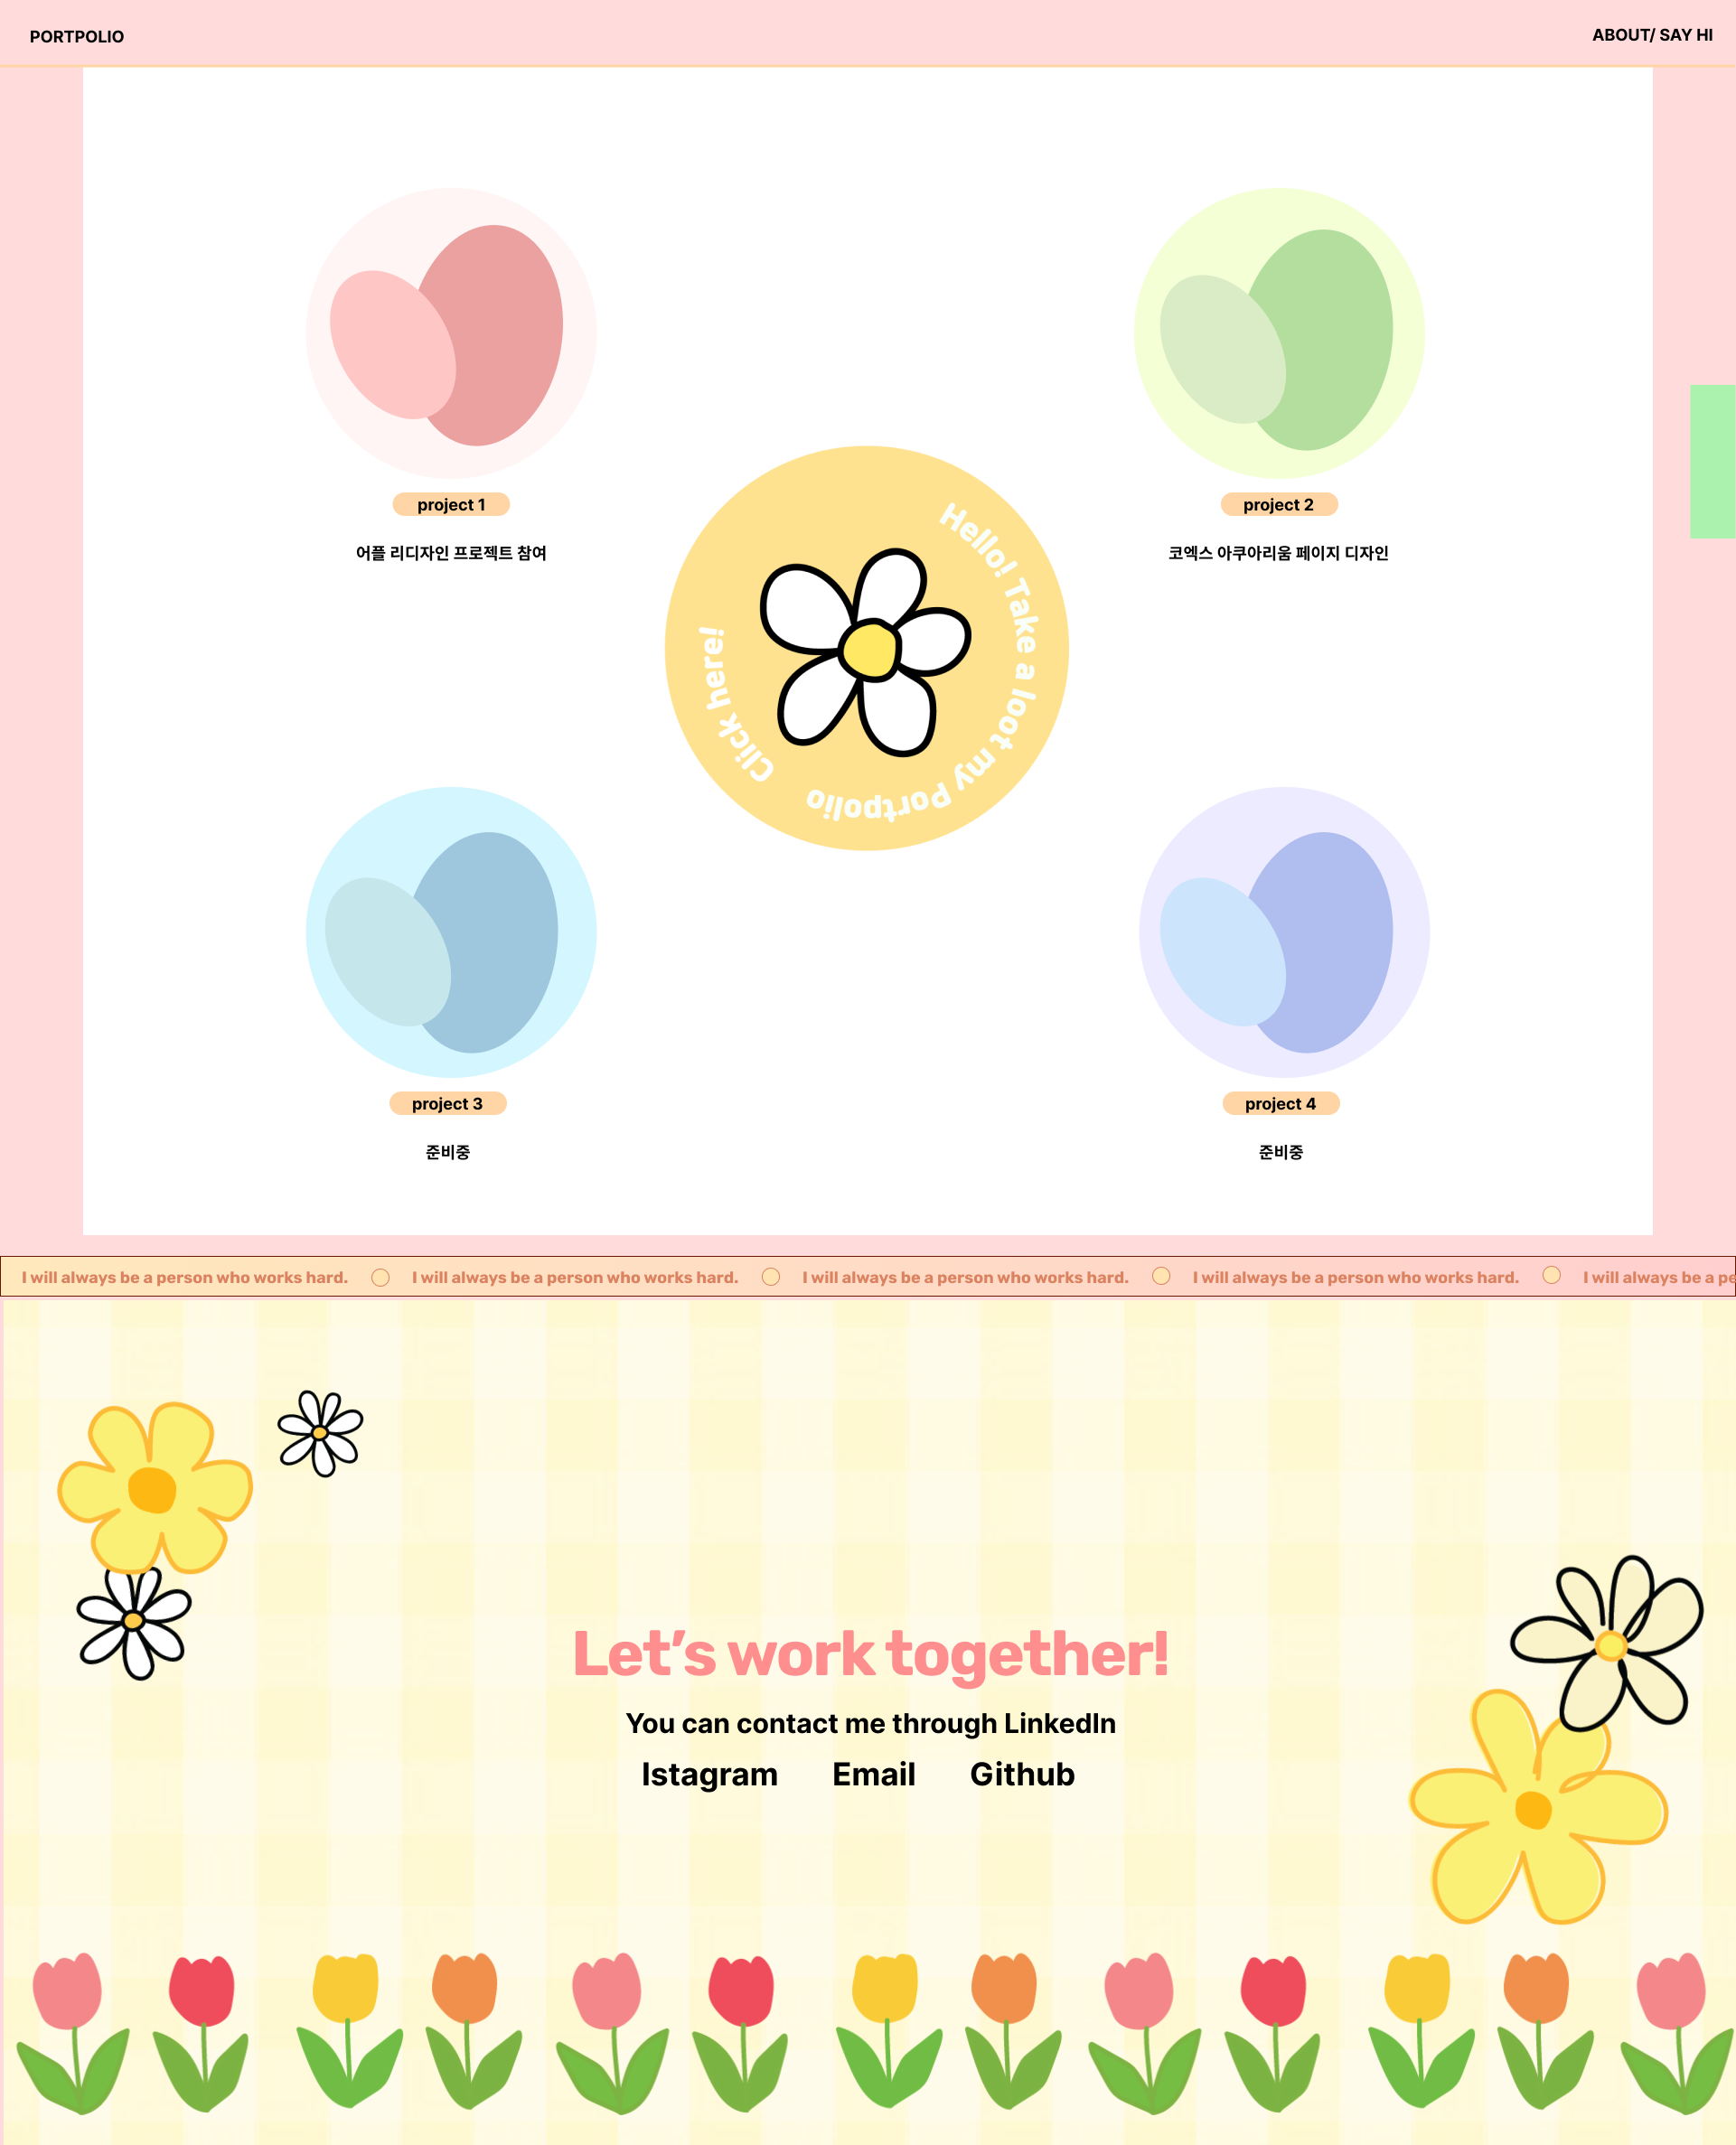 PORTPOLIO
ABOUT/ SAY HI
project 1
어플 리디자인 프로젝트 참여
project 2
코엑스 아쿠아리움 페이지 디자인
Hello! Take a loot my Portpolio
Click here!
project 3
준비중
project 4
준비중
I will always be a person who works hard. I will always be a person who works hard. I will always be a person who works hard. I will always be a person who works hard. I will always be a pe
Let's work together!
You can contact me through LinkedIn
Istagram Email Github